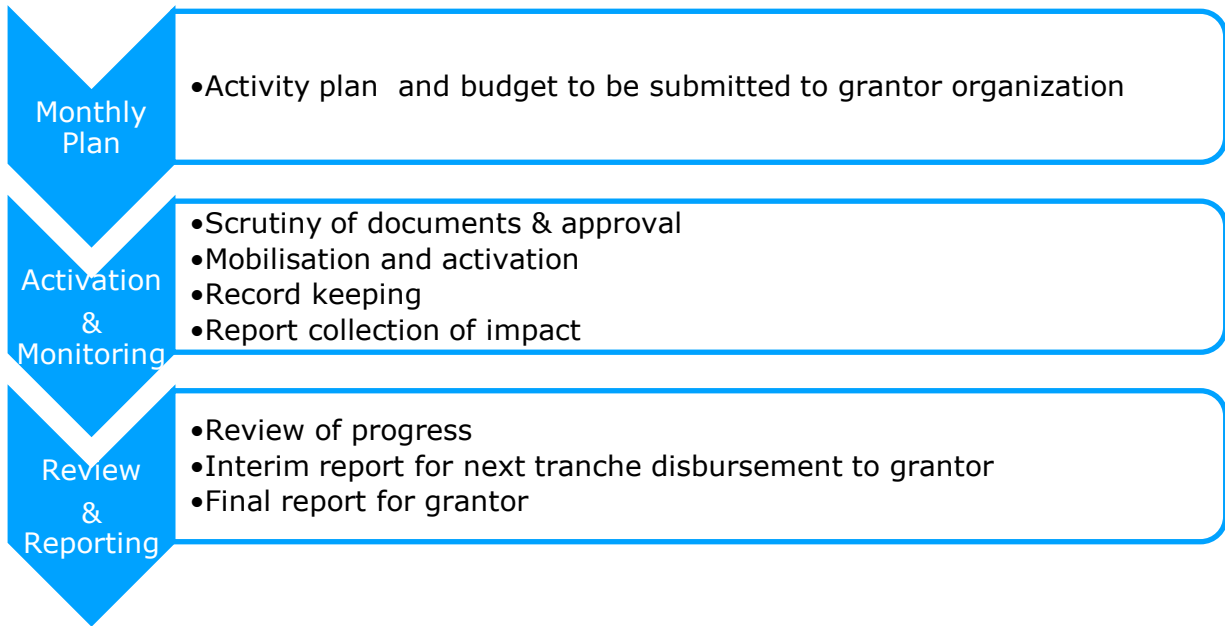 Monthly
Plan
•Activity plan  and budget to be submitted to grantor organization
Activation
&
Monitoring
•Scrutiny of documents & approval
•Mobilisation and activation
•Record keeping
•Report collection of impact
Review
&
Reporting
•Review of progress
•Interim report for next tranche disbursement to grantor
•Final report for grantor